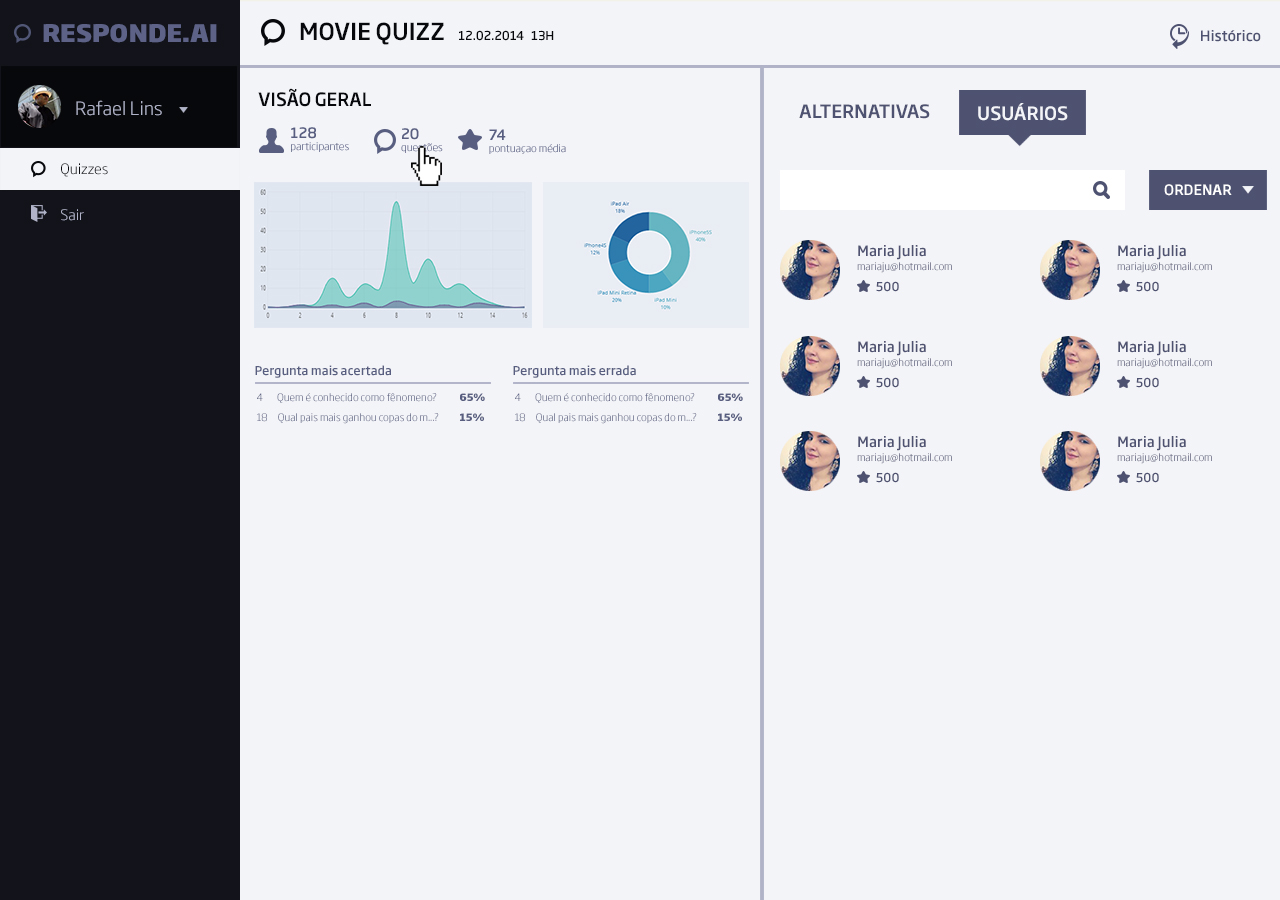 RESPONDE.AI
Rafael Lins
Quizzes
Sair
MOVIE QUIZZ 12.02.2014 13H
Histórico
VISÃO GERAL
128
participantes
20
questões
74
pontuaçao média
60
50
40
30
20
10
0
0 2 4 6 8 10 12 14 16
iPad Air
18%
iPhone5S
40%
iPhone4S
12%
iPad Mini Retina
20%
iPad Mini
10%
Pergunta mais acertada
4 Quem é conhecido como fênomeno? 65%
18 Qual pais mais ganhou copas do m...? 15%
Pergunta mais errada
4 Quem é conhecido como fênomeno? 65%
18 Qual pais mais ganhou copas do m...? 15%
ALTERNATIVAS
USUÁRIOS
ORDENAR
Maria Julia
mariaju@hotmail.com
500
Maria Julia
mariaju@hotmail.com
500
Maria Julia
mariaju@hotmail.com
500
Maria Julia
mariaju@hotmail.com
500
Maria Julia
mariaju@hotmail.com
500
Maria Julia
mariaju@hotmail.com
500